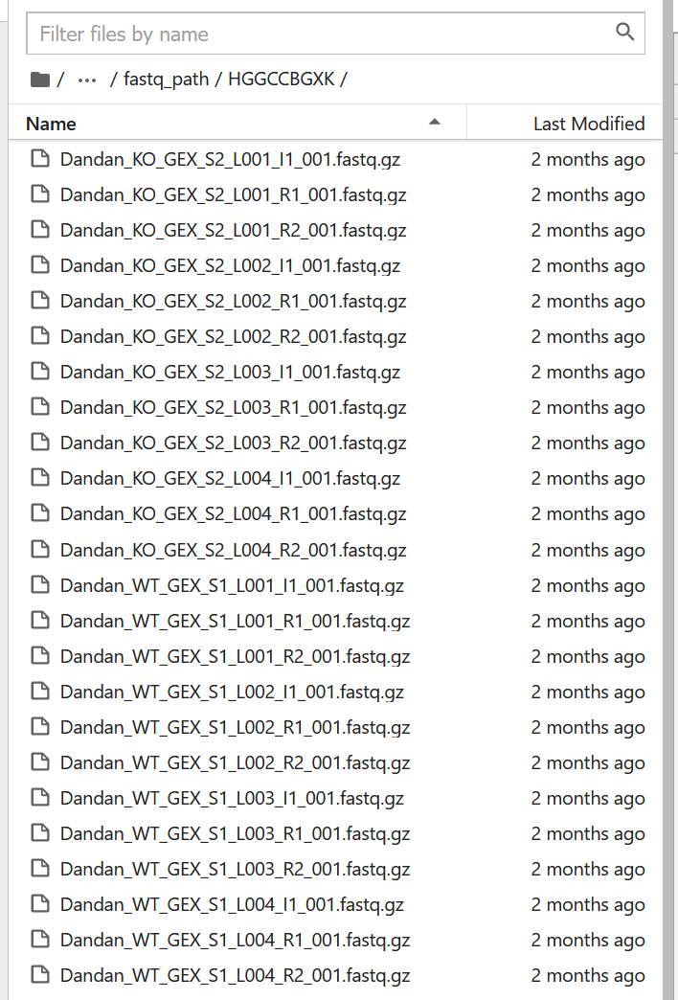 Filter files by name
/ ... / fastq_path / HGGCCBGXK /
Name Last Modified
Dandan_KO_GEX_S2_L001_I1_001.fastq.gz 2 months ago
Dandan_KO_GEX_S2_L001_R1_001.fastq.gz 2 months ago
Dandan_KO_GEX_S2_L001_R2_001.fastq.gz 2 months ago
Dandan_KO_GEX_S2_L002_I1_001.fastq.gz 2 months ago
Dandan_KO_GEX_S2_L002_R1_001.fastq.gz 2 months ago
Dandan_KO_GEX_S2_L002_R2_001.fastq.gz 2 months ago
Dandan_KO_GEX_S2_L003_I1_001.fastq.gz 2 months ago
Dandan_KO_GEX_S2_L003_R1_001.fastq.gz 2 months ago
Dandan_KO_GEX_S2_L003_R2_001.fastq.gz 2 months ago
Dandan_KO_GEX_S2_L004_I1_001.fastq.gz 2 months ago
Dandan_KO_GEX_S2_L004_R1_001.fastq.gz 2 months ago
Dandan_KO_GEX_S2_L004_R2_001.fastq.gz 2 months ago
Dandan_WT_GEX_S1_L001_I1_001.fastq.gz 2 months ago
Dandan_WT_GEX_S1_L001_R1_001.fastq.gz 2 months ago
Dandan_WT_GEX_S1_L001_R2_001.fastq.gz 2 months ago
Dandan_WT_GEX_S1_L002_I1_001.fastq.gz 2 months ago
Dandan_WT_GEX_S1_L002_R1_001.fastq.gz 2 months ago
Dandan_WT_GEX_S1_L002_R2_001.fastq.gz 2 months ago
Dandan_WT_GEX_S1_L003_I1_001.fastq.gz 2 months ago
Dandan_WT_GEX_S1_L003_R1_001.fastq.gz 2 months ago
Dandan_WT_GEX_S1_L003_R2_001.fastq.gz 2 months ago
Dandan_WT_GEX_S1_L004_I1_001.fastq.gz 2 months ago
Dandan_WT_GEX_S1_L004_R1_001.fastq.gz 2 months ago
Dandan_WT_GEX_S1_L004_R2_001.fastq.gz 2 months ago